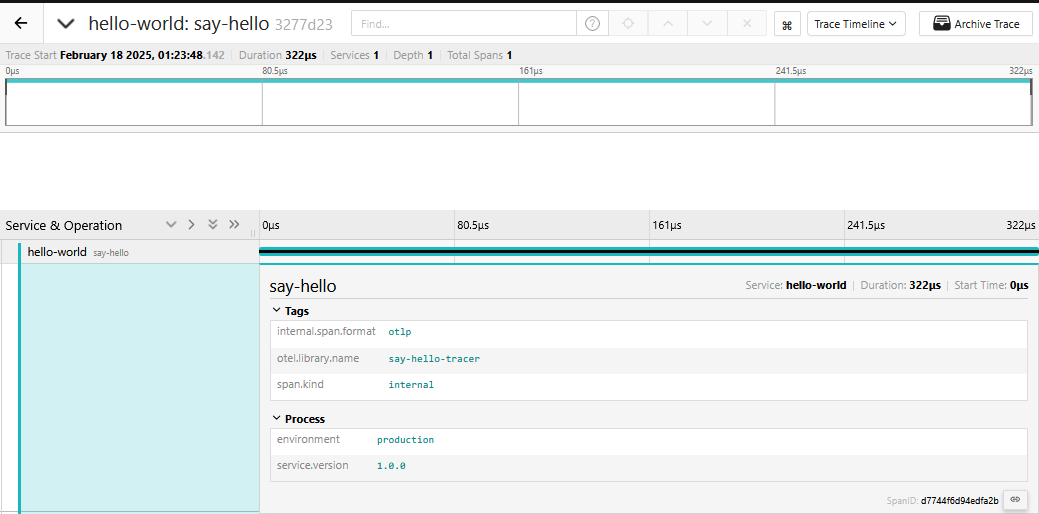 hello-world: say-hello 3277d23 Find... ? ⌘ Trace Timeline Archive Trace
Trace Start February 18 2025, 01:23:48.142 Duration 322μs Services 1 Depth 1 Total Spans 1
0μs 80.5μs 161μs 241.5μs 322μs
Service & Operation 0μs 80.5μs 161μs 241.5μs 322μs
hello-world say-hello
say-hello Service: hello-world Duration: 322μs Start Time: 0μs
Tags
internal.span.format otlp
otel.library.name say-hello-tracer
span.kind internal
Process
environment production
service.version 1.0.0
SpanID: d7744f6d94edfa2b